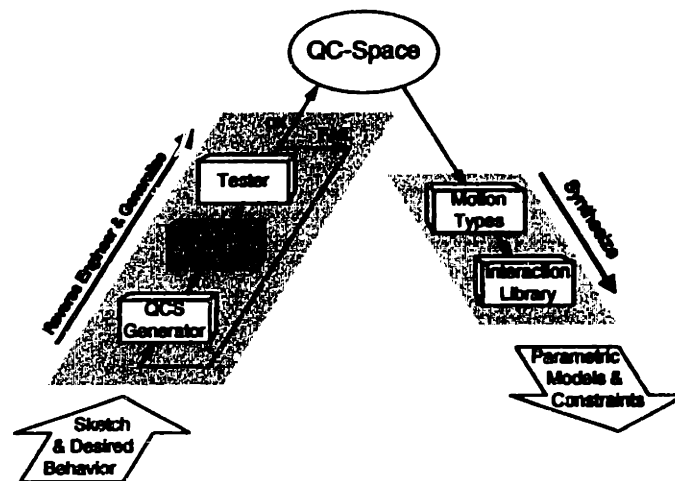 QC-Space
Tester
Reverse Engineer & Generalize
QCS
Generator
Sketch
& Desired
Behavior
Motion
Types
Interaction
Library
Synthesize
Parametric
Models &
Constraints